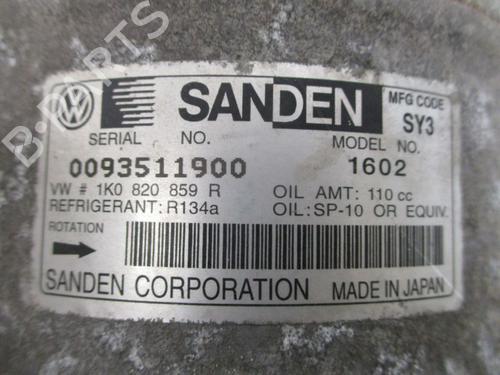 B-PARTS
VW SANDEN MFG CODE
SY3
SERIAL NO. MODEL NO.
0093511900 1602
VW # 1K0 820 859 R OIL AMT: 110 cc
REFRIGERANT: R134a OIL: SP-10 OR EQUIV.
ROTATION
SANDEN CORPORATION MADE IN JAPAN